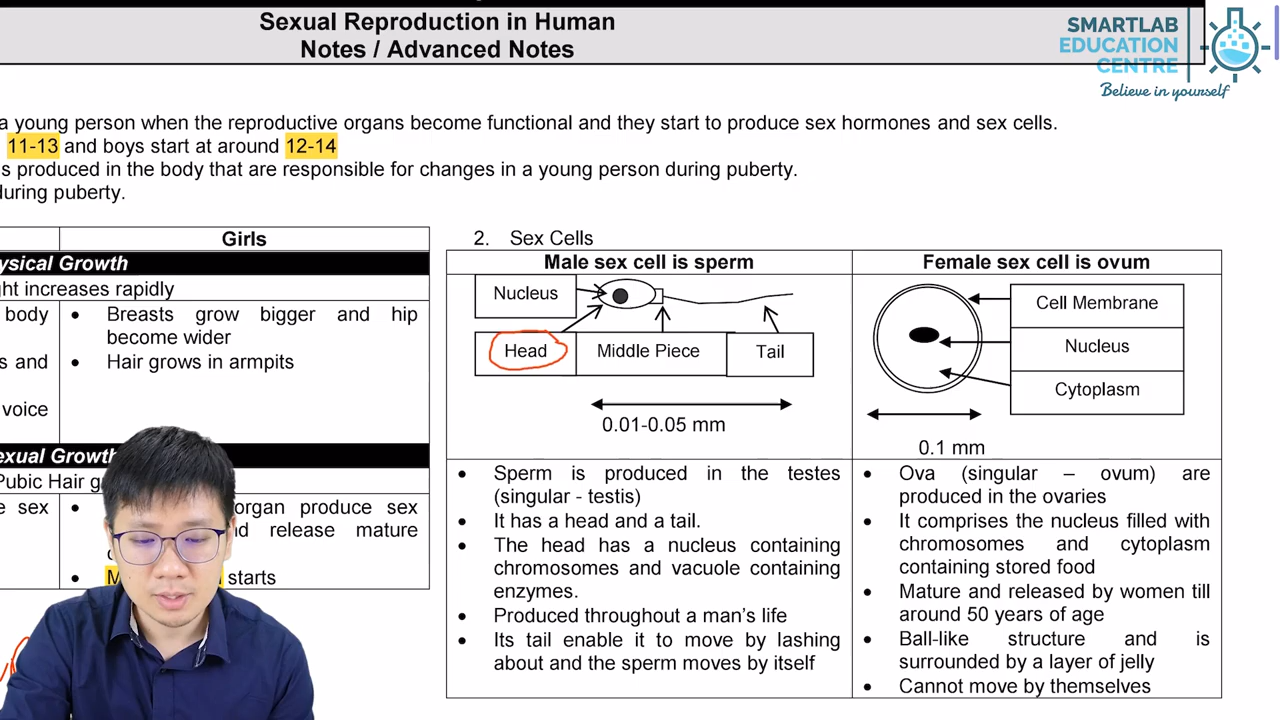 Sexual Reproduction in Human
Notes / Advanced Notes
SMARTLAB
EDUCATION
CENTRE
Believe in yourself
a young person when the reproductive organs become functional and they start to produce sex hormones and sex cells.
11-13 and boys start at around 12-14
s produced in the body that are responsible for changes in a young person during puberty.
during puberty.
Girls
ysical Growth
ght increases rapidly
body
• Breasts grow bigger and hip
become wider
s and
• Hair grows in armpits
voice
exual Growth
Pubic Hair g
e sex
• organ produce sex
nd release mature
• M starts
2. Sex Cells
Male sex cell is sperm
Nucleus
Head
Middle Piece
Tail
0.01-0.05 mm
• Sperm is produced in the testes
(singular - testis)
• It has a head and a tail.
• The head has a nucleus containing
chromosomes and vacuole containing
enzymes.
• Produced throughout a man's life
• Its tail enable it to move by lashing
about and the sperm moves by itself
Female sex cell is ovum
Cell Membrane
Nucleus
Cytoplasm
0.1 mm
• Ova (singular – ovum) are
produced in the ovaries
• It comprises the nucleus filled with
chromosomes and cytoplasm
containing stored food
• Mature and released by women till
around 50 years of age
• Ball-like structure and is
surrounded by a layer of jelly
• Cannot move by themselves